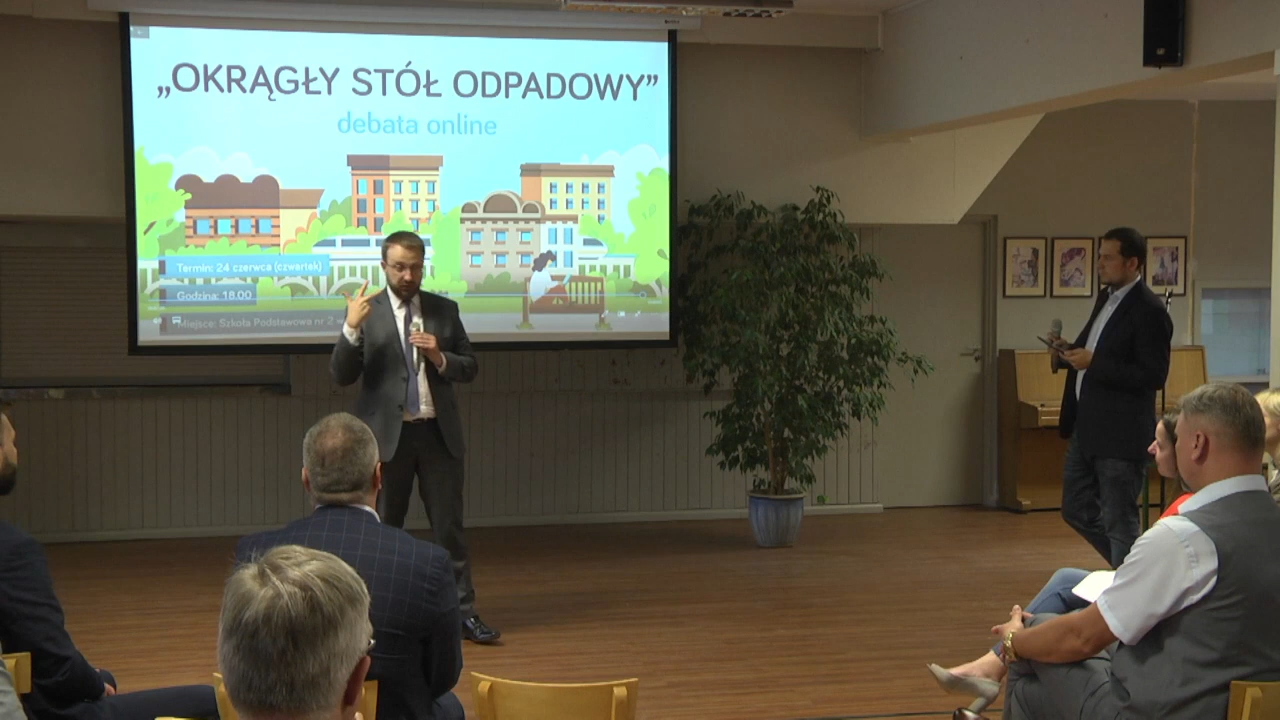 „OKRĄGŁY STÓŁ ODPADOWY”
debata online
Termin: 24 czerwca (czwartek)
Godzina: 18.00
Miejsce: Szkoła Podstawowa nr 2